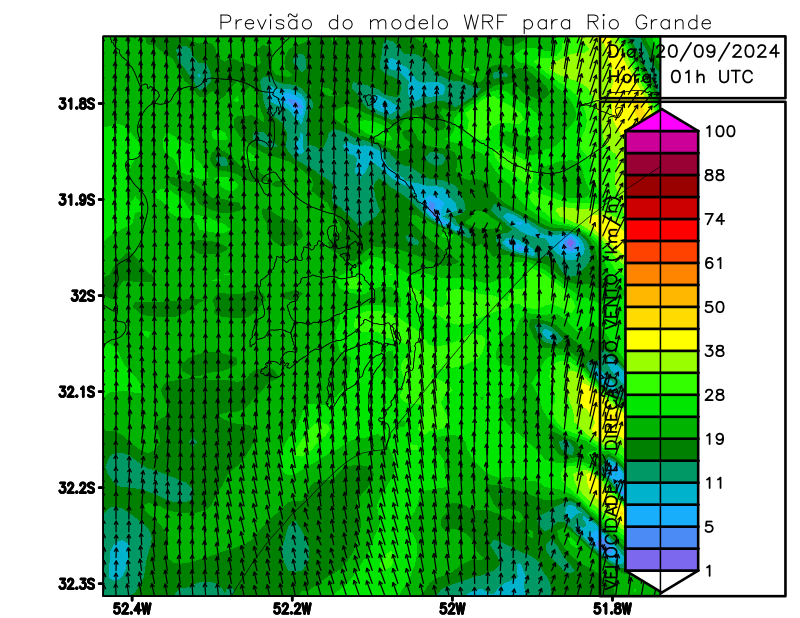 Previsão do modelo WRF para Rio Grande
Dia: 20/09/2024
Hora: 01h UTC
31.8S
31.9S
32S
32.1S
32.2S
32.3S
52.4W
52.2W
52W
51.8W
VELOCIDADE E DIREÇÃO DO VENTO (km/h)
100
88
74
61
50
38
28
19
11
5
1